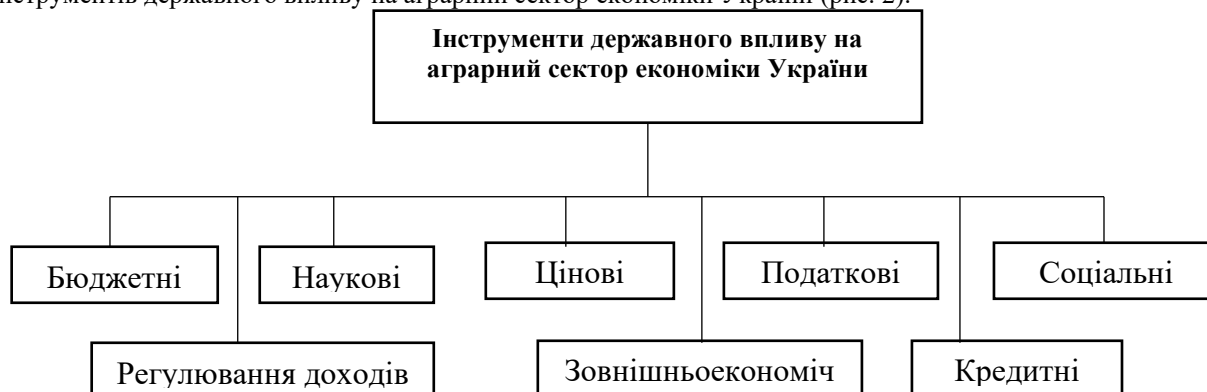 нструментів державного впливу на аграрний сектор економіки України (рис. 2).
Інструменти державного впливу на
аграрний сектор економіки України
Бюджетні
Наукові
Цінові
Податкові
Соціальні
Регулювання доходів
Зовнішньоекономіч
Кредитні